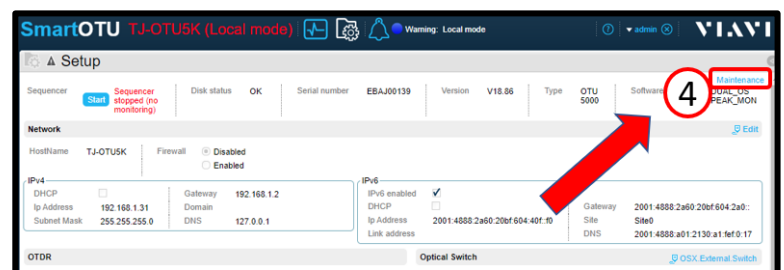 SmartOTU TJ-OTU5K (Local mode) Warning: Local mode ? admin VIAVI
Setup
Maintenance
Sequencer Start Sequencer stopped (no monitoring) Disk status OK Serial number EBAJ00139 Version V18.86 Type OTU 5000 Software 4 DUAL_OS
PEAK_MON
Network Edit
HostName TJ-OTU5K Firewall Disabled
Enabled
IPv4 IPv6
DHCP Gateway 192.168.1.2 IPv6 enabled
Ip Address 192.168.1.31 Domain DHCP Gateway 2001:4888:2a60:20bf:604:2a0::
Subnet Mask 255.255.255.0 DNS 127.0.0.1 Ip Address 2001:4888:2a60:20bf:604:40f::f0 Site Site0
Link address DNS 2001:4888:a01:2130:a1:fef:0:17
OTDR Optical Switch OSX.External.Switch